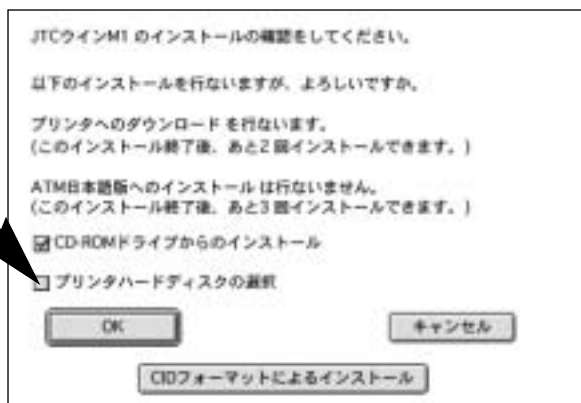 JTCウインM1 のインストールの確認をしてください。
以下のインストールを行ないますが、よろしいですか。
プリンタへのダウンロード を行ないます。
(このインストール終了後、あと2回インストールできます。)
ATM日本語版へのインストール は行ないません。
(このインストール終了後、あと3回インストールできます。)
CD-ROMドライブからのインストール
プリンタハードディスクの選択
OK キャンセル
CIDフォーマットによるインストール